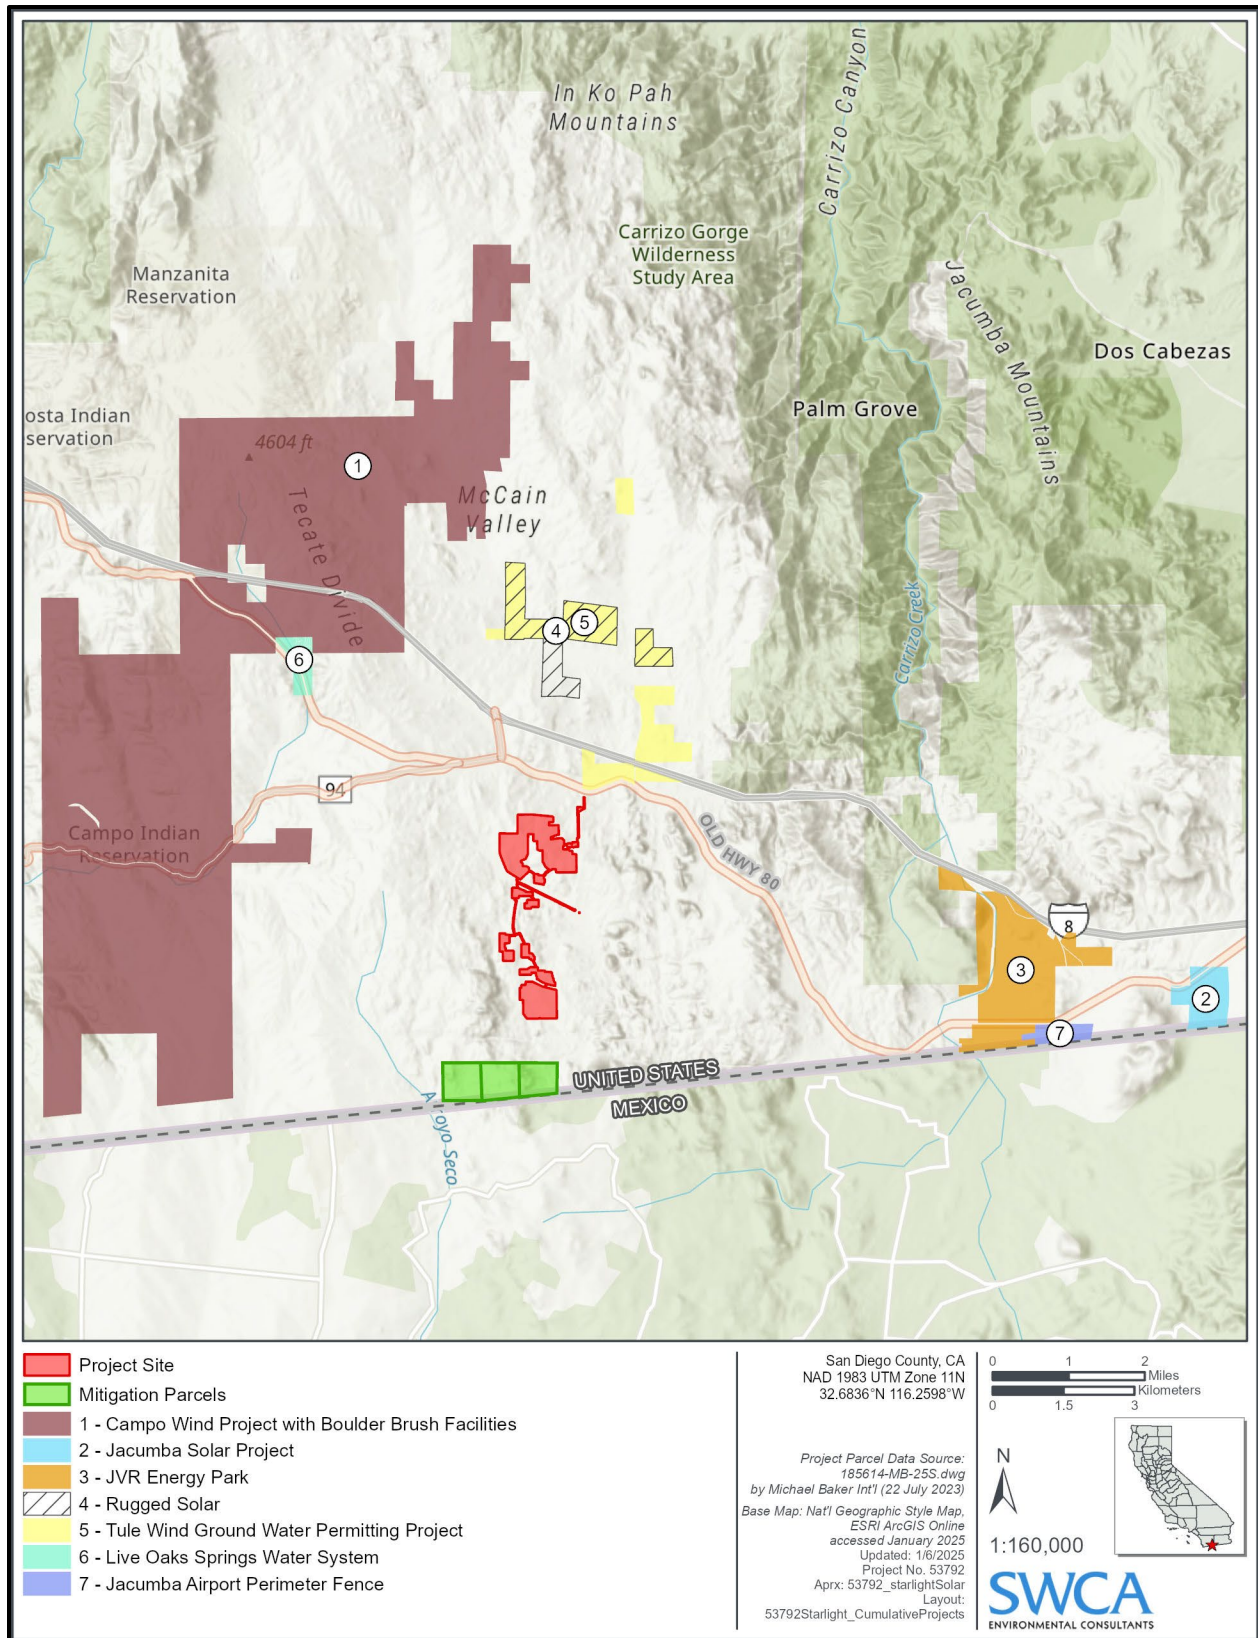 In Ko Pah
Mountains
Carrizo Canyon
Carrizo Gorge
Wilderness
Study Area
Manzanita
Reservation
Jacumba Mountains
Dos Cabezas
Palm Grove
osta Indian
servation
4604 ft
1
McCain
Valley
Tecate Divide
Carrizo Creek
5
4
6
94
OLD HWY 80
Campo Indian
Reservation
8
3
2
7
UNITED STATES
MEXICO
Arroyo Seco
Project Site
Mitigation Parcels
1 - Campo Wind Project with Boulder Brush Facilities
2 - Jacumba Solar Project
3 - JVR Energy Park
4 - Rugged Solar
5 - Tule Wind Ground Water Permitting Project
6 - Live Oaks Springs Water System
7 - Jacumba Airport Perimeter Fence
San Diego County, CA
NAD 1983 UTM Zone 11N
32.6836°N 116.2598°W
Project Parcel Data Source:
185614-MB-25S.dwg
by Michael Baker Int'l (22 July 2023)
Base Map: Nat'l Geographic Style Map,
ESRI ArcGIS Online
accessed January 2025
Updated: 1/6/2025
Project No. 53792
Aprx: 53792_starlightSolar
Layout:
53792Starlight_CumulativeProjects
0 1 2
Miles
Kilometers
0 1.5 3
N
1:160,000
SWCA
ENVIRONMENTAL CONSULTANTS